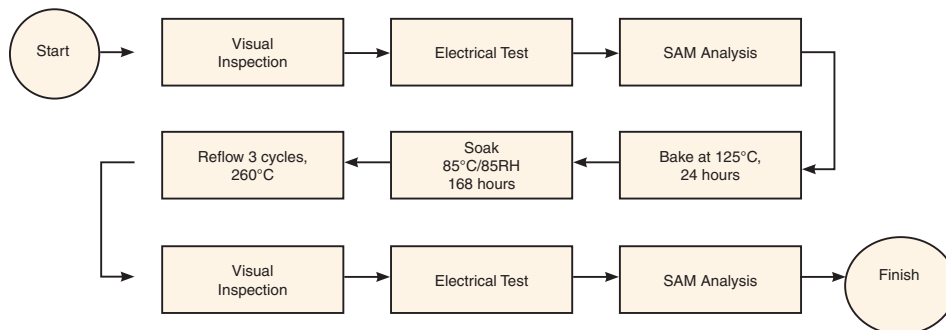 Start
Visual
Inspection
Electrical Test
SAM Analysis
Bake at 125°C,
24 hours
Soak
85°C/85RH
168 hours
Reflow 3 cycles,
260°C
Visual
Inspection
Electrical Test
SAM Analysis
Finish